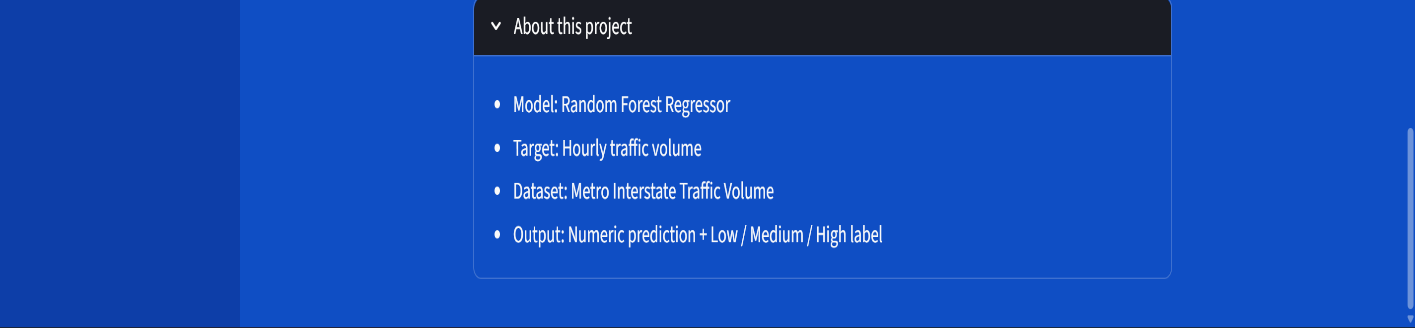 About this project
Model: Random Forest Regressor
Target: Hourly traffic volume
Dataset: Metro Interstate Traffic Volume
Output: Numeric prediction + Low / Medium / High label